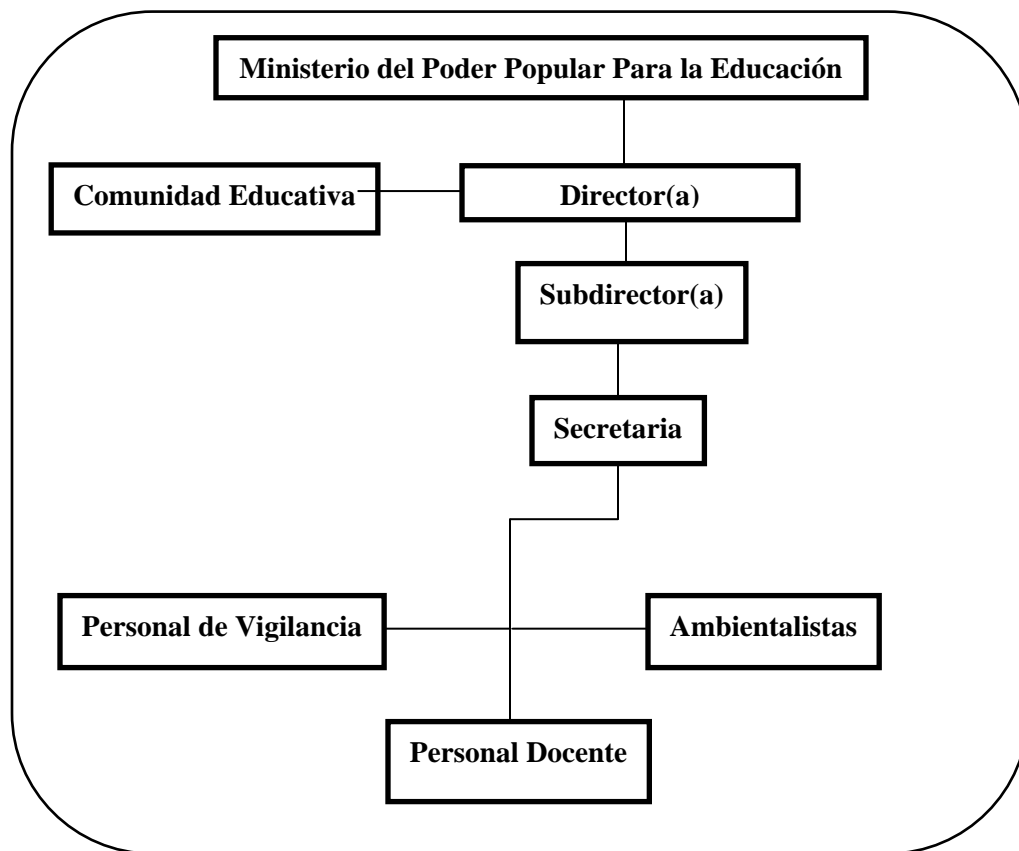 Ministerio del Poder Popular Para la Educación
Comunidad Educativa
Director(a)
Subdirector(a)
Secretaria
Personal de Vigilancia
Ambientalistas
Personal Docente